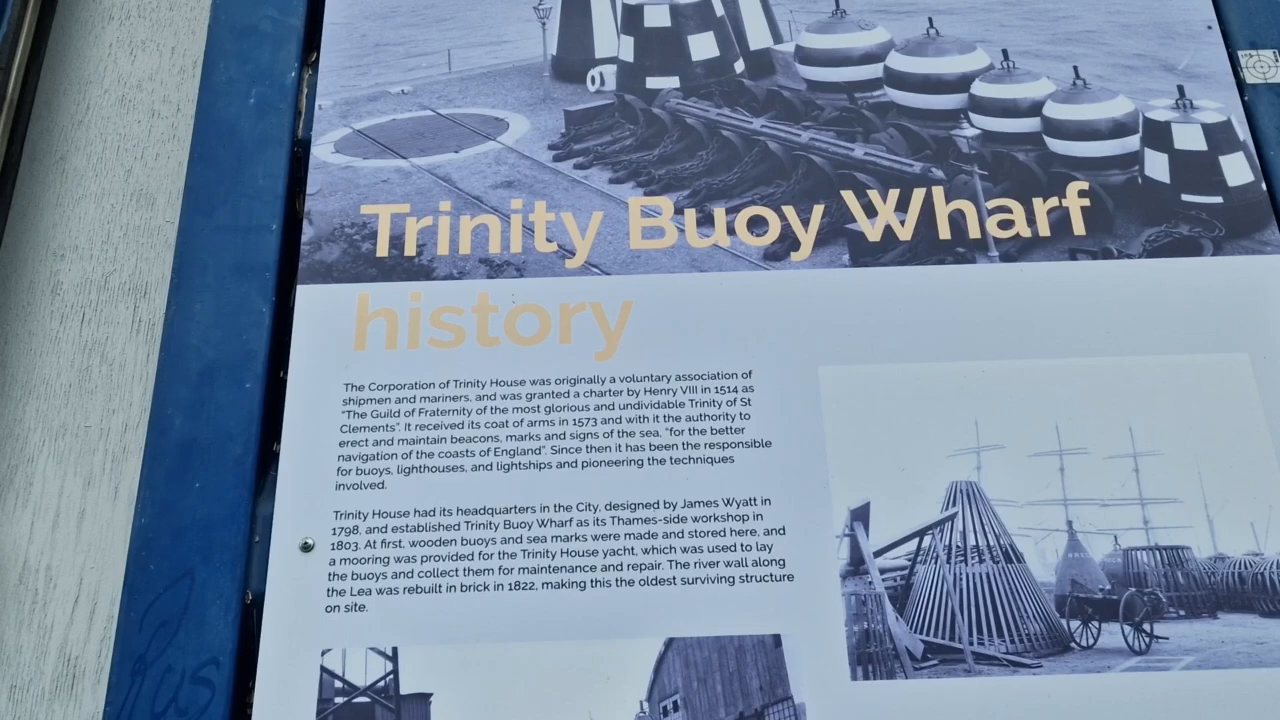 Trinity Buoy Wharf
history
The Corporation of Trinity House was originally a voluntary association of
shipmen and mariners, and was granted a charter by Henry VIII in 1514 as
"The Guild of Fraternity of the most glorious and undividable Trinity of St
Clements". It received its coat of arms in 1573 and with it the authority to
erect and maintain beacons, marks and signs of the sea, "for the better
navigation of the coasts of England". Since then it has been the responsible
for buoys, lighthouses, and lightships and pioneering the techniques
involved.
Trinity House had its headquarters in the City, designed by James Wyatt in
1798, and established Trinity Buoy Wharf as its Thames-side workshop in
1803. At first, wooden buoys and sea marks were made and stored here, and
a mooring was provided for the Trinity House yacht, which was used to lay
the buoys and collect them for maintenance and repair. The river wall along
the Lea was rebuilt in brick in 1822, making this the oldest surviving structure
on site.